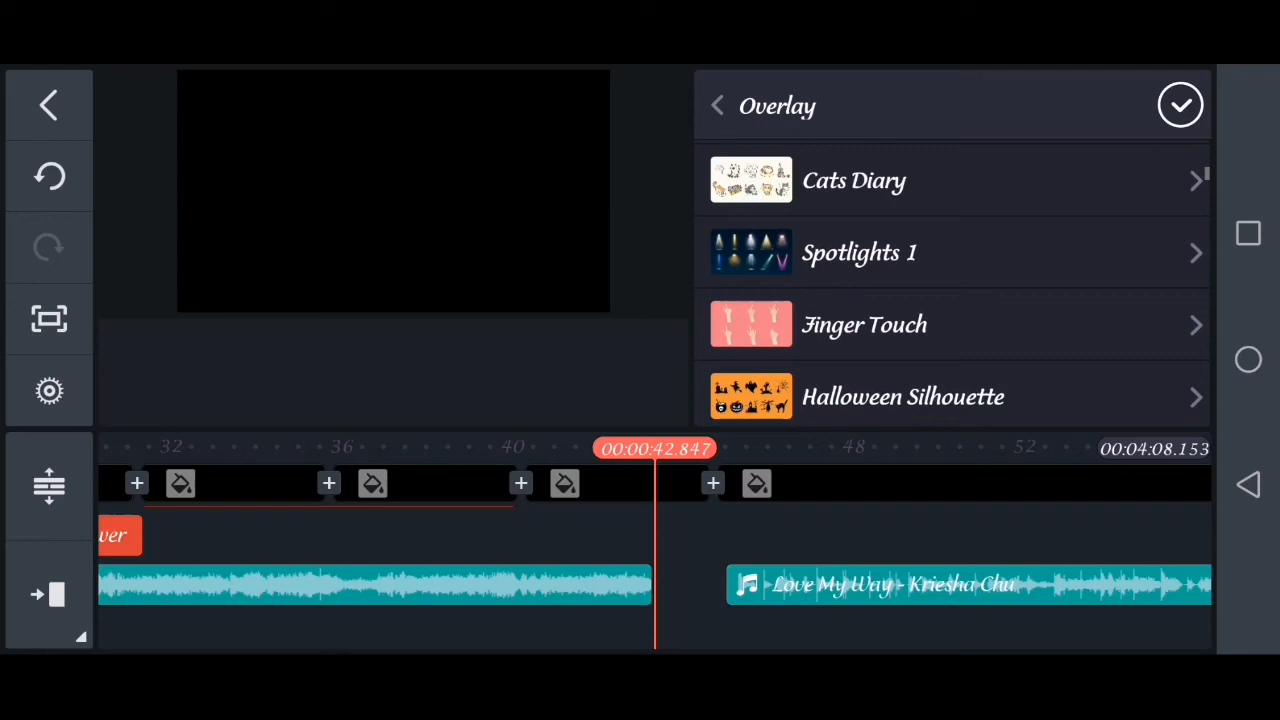 Overlay
Cats Diary
Spotlights 1
Finger Touch
Halloween Silhouette
32 36 40 00:00:42.847 48 52 00:04:08.153
ver
Love My Way - Kriesha Chu